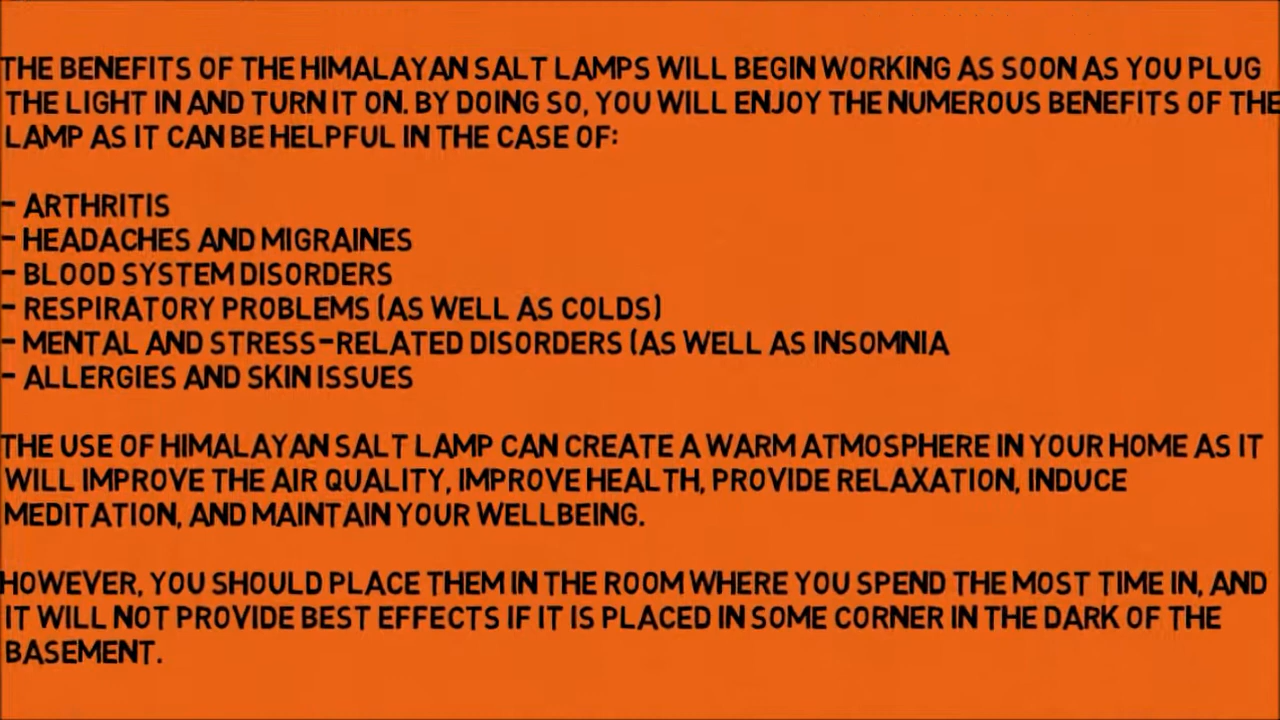 THE BENEFITS OF THE HIMALAYAN SALT LAMPS WILL BEGIN WORKING AS SOON AS YOU PLUG
THE LIGHT IN AND TURN IT ON. BY DOING SO, YOU WILL ENJOY THE NUMEROUS BENEFITS OF THE
LAMP AS IT CAN BE HELPFUL IN THE CASE OF:
- ARTHRITIS
- HEADACHES AND MIGRAINES
- BLOOD SYSTEM DISORDERS
- RESPIRATORY PROBLEMS (AS WELL AS COLDS)
- MENTAL AND STRESS-RELATED DISORDERS (AS WELL AS INSOMNIA
- ALLERGIES AND SKIN ISSUES
THE USE OF HIMALAYAN SALT LAMP CAN CREATE A WARM ATMOSPHERE IN YOUR HOME AS IT
WILL IMPROVE THE AIR QUALITY, IMPROVE HEALTH, PROVIDE RELAXATION, INDUCE
MEDITATION, AND MAINTAIN YOUR WELLBEING.
HOWEVER, YOU SHOULD PLACE THEM IN THE ROOM WHERE YOU SPEND THE MOST TIME IN, AND
IT WILL NOT PROVIDE BEST EFFECTS IF IT IS PLACED IN SOME CORNER IN THE DARK OF THE
BASEMENT.